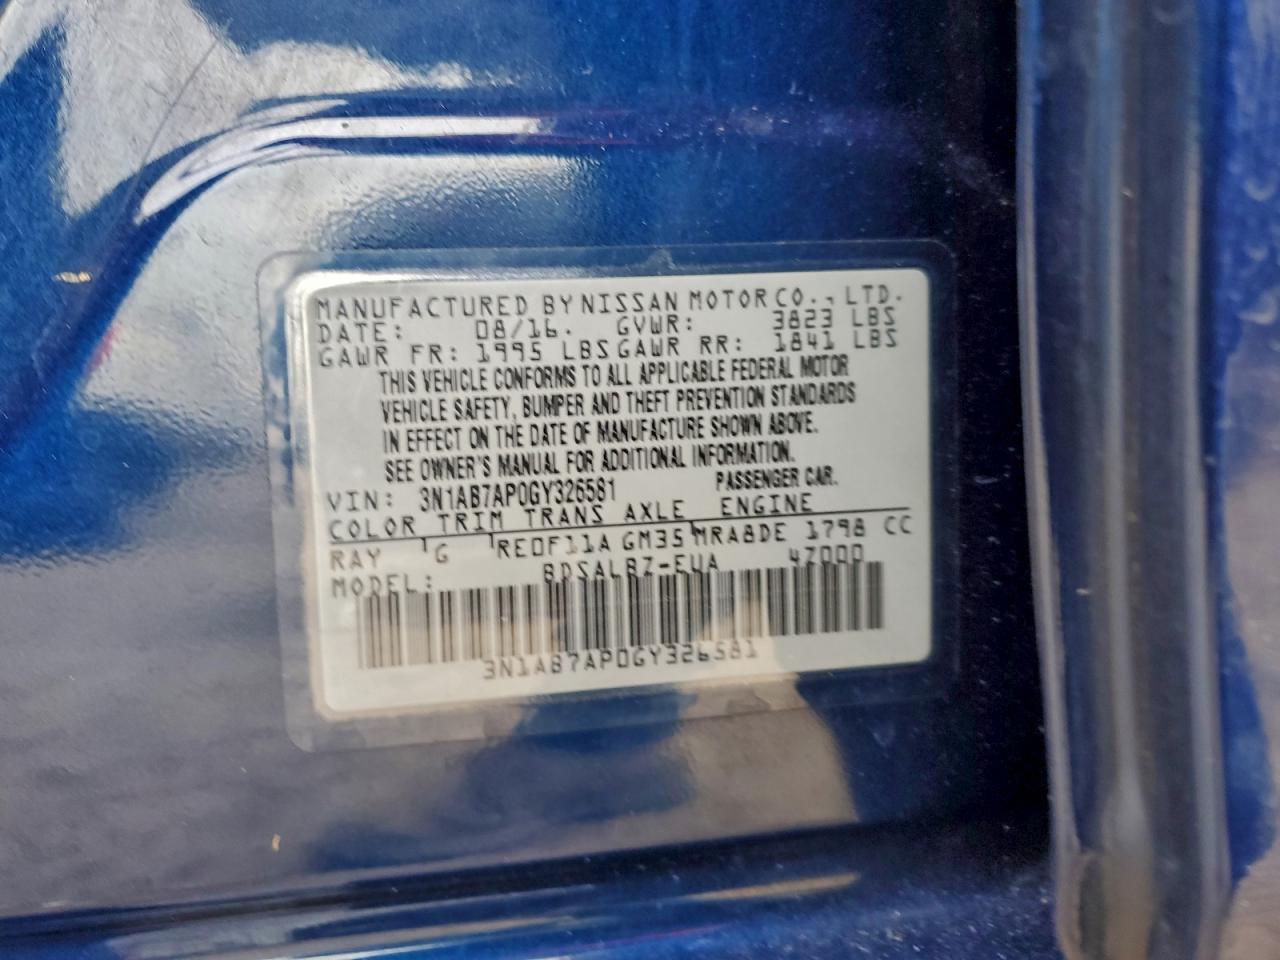 MANUFACTURED BY NISSAN MOTOR CO., LTD.
DATE: 08/16. GVWR: 3823 LBS
GAWR FR: 1995 LBS GAWR RR: 1841 LBS
THIS VEHICLE CONFORMS TO ALL APPLICABLE FEDERAL MOTOR
VEHICLE SAFETY, BUMPER AND THEFT PREVENTION STANDARDS
IN EFFECT ON THE DATE OF MANUFACTURE SHOWN ABOVE.
SEE OWNER'S MANUAL FOR ADDITIONAL INFORMATION.
VIN: 3N1AB7AP0GY326581 PASSENGER CAR.
COLOR TRIM TRANS AXLE ENGINE
RAY G RE0F11A GM35 MRA8DE 1798 CC
MODEL: BDSALBZ-EUA 47000
3N1AB7AP0GY326581